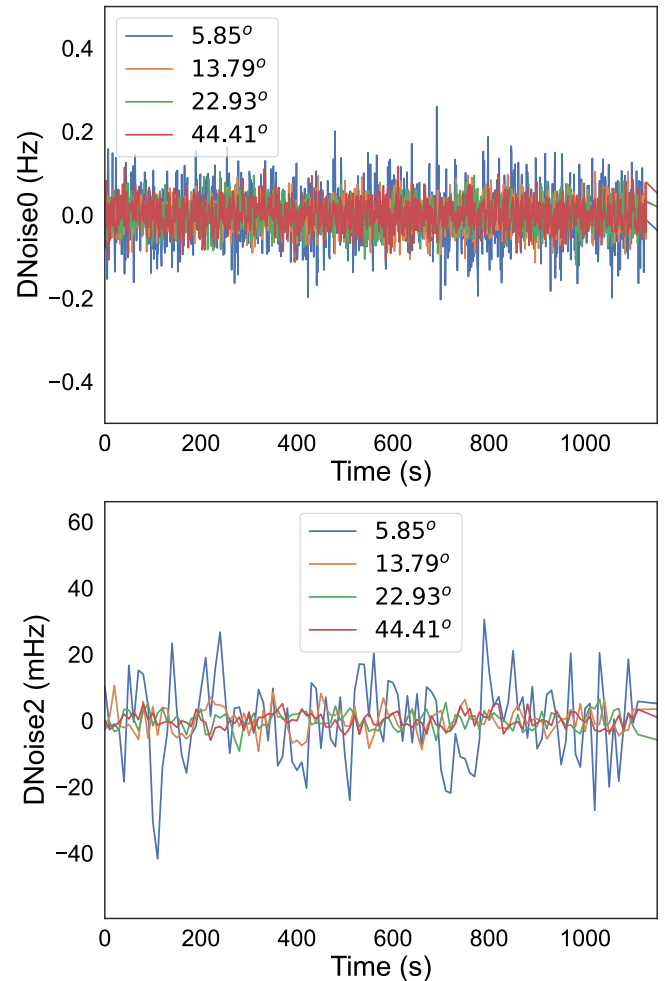 DNoise0 (Hz)
0.4
0.2
0.0
−0.2
−0.4
5.85^o
13.79^o
22.93^o
44.41^o
0 200 400 600 800 1000
Time (s)
DNoise2 (mHz)
60
40
20
0
−20
−40
5.85^o
13.79^o
22.93^o
44.41^o
0 200 400 600 800 1000
Time (s)